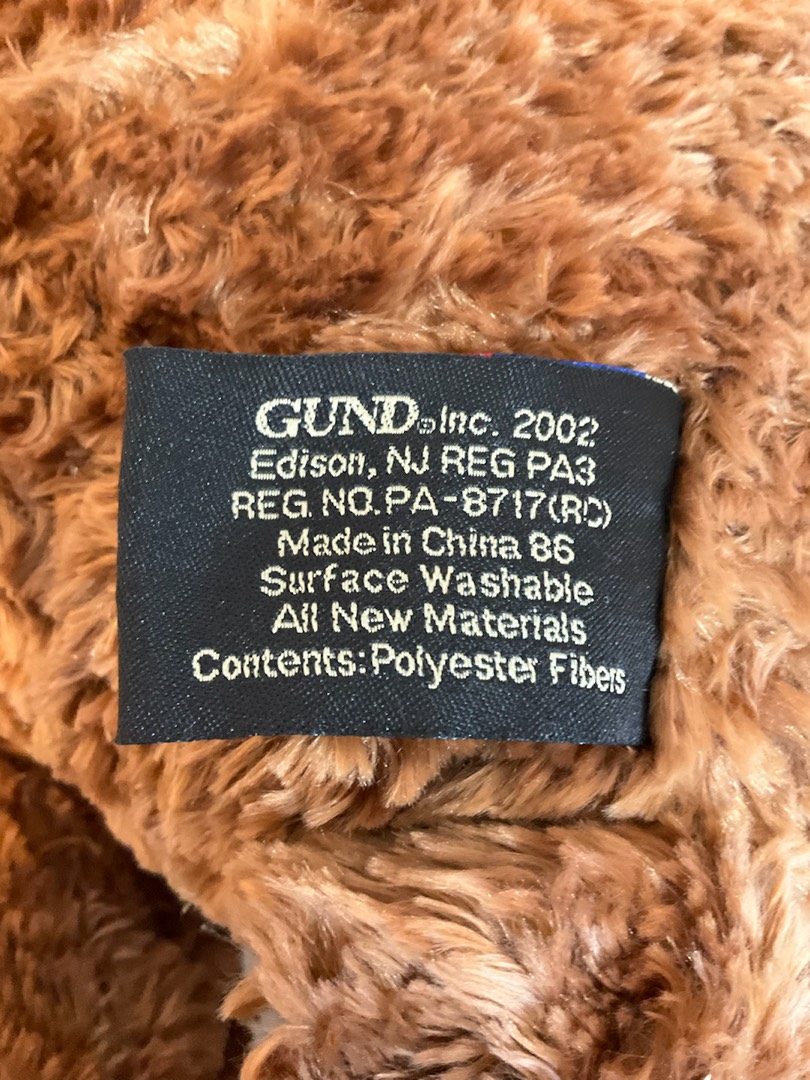 GUND® Inc. 2002
Edison, NJ REG PA3
REG. NO. PA-8717(RC)
Made in China 86
Surface Washable
All New Materials
Contents: Polyester Fibers